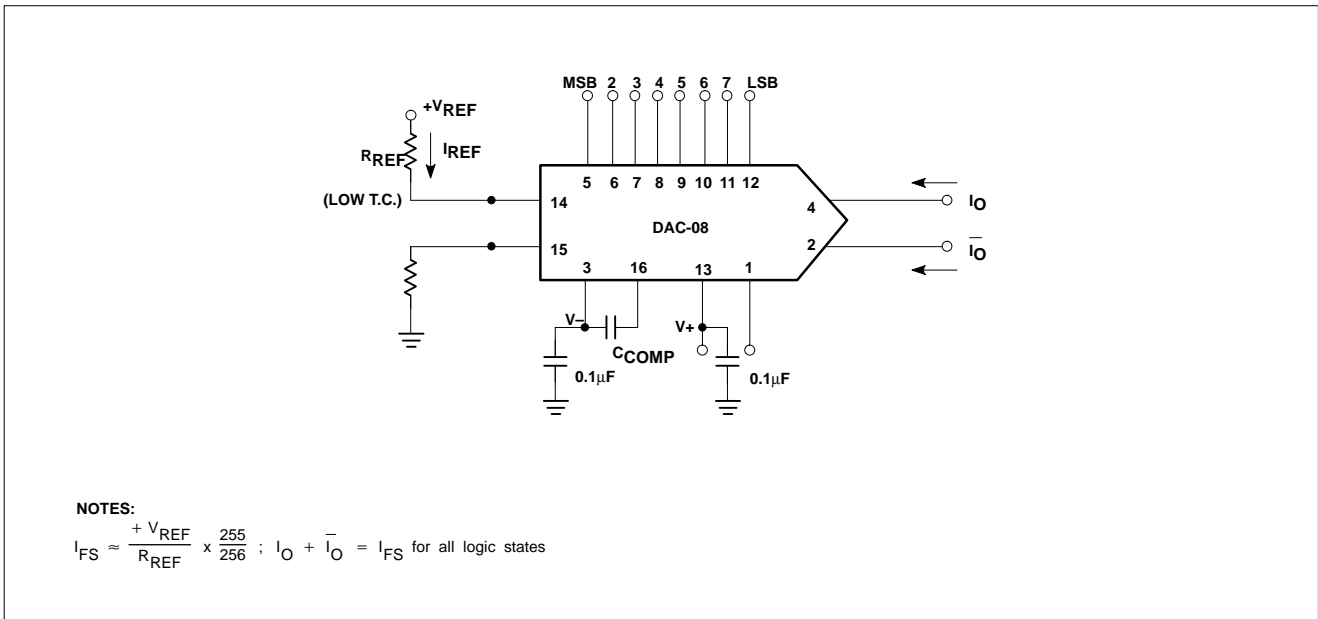 MSB 2 3 4 5 6 7 LSB
+VREF
RREF
IREF
(LOW T.C.)
5 6 7 8 9 10 11 12
14
4
IO
DAC-08
15
2
I̅O
3 16 13 1
V–
V+
CCOMP
0.1μF
0.1μF
NOTES:
IFS ≈ + VREF / RREF x 255 / 256 ; IO + I̅O = IFS for all logic states